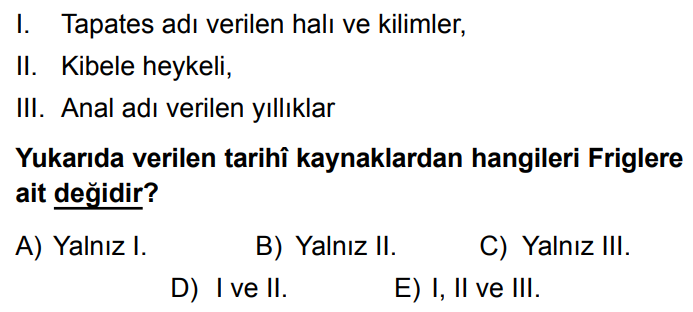 I. Tapates adı verilen halı ve kilimler,
II. Kibele heykeli,
III. Anal adı verilen yıllıklar
Yukarıda verilen tarihî kaynaklardan hangileri Friglere
ait değidir?
A) Yalnız I. B) Yalnız II. C) Yalnız III.
D) I ve II. E) I, II ve III.